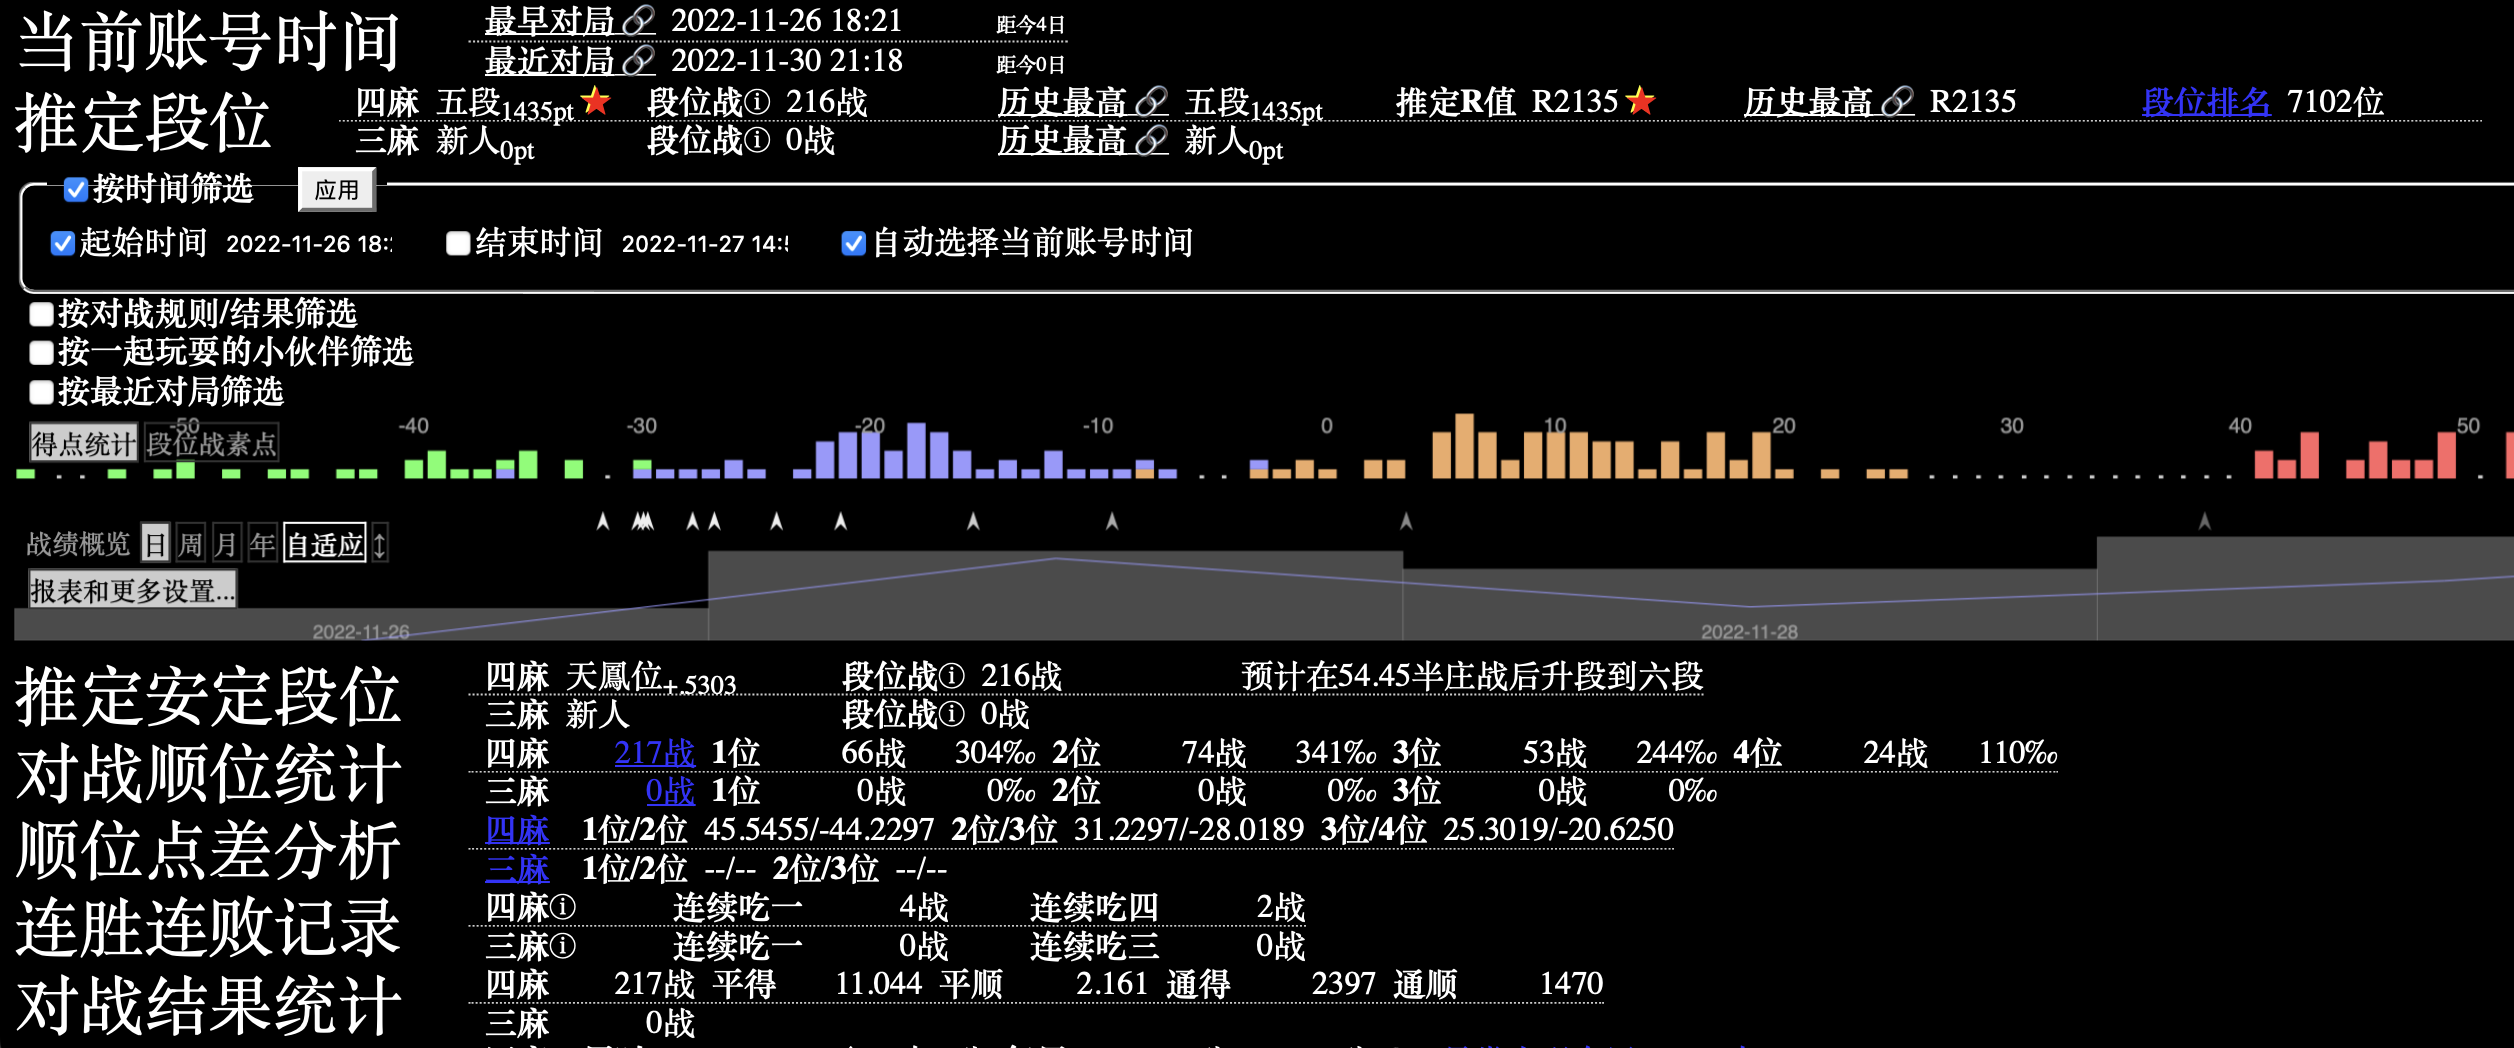 当前账号时间
最早对局🔗 2022-11-26 18:21 距今4日
最近对局🔗 2022-11-30 21:18 距今0日
推定段位
四麻 五段1435pt⭐ 段位战ⓘ 216战 历史最高🔗 五段1435pt 推定R值 R2135⭐ 历史最高🔗 R2135 段位排名 7102位
三麻 新人0pt 段位战ⓘ 0战 历史最高🔗 新人0pt
按时间筛选 应用
起始时间 2022-11-26 18: 结束时间 2022-11-27 14: 自动选择当前账号时间
按对战规则/结果筛选
按一起玩耍的小伙伴筛选
按最近对局筛选
-50 -40 -30 -20 -10 0 10 20 30 40 50
得点统计 段位战素点
战绩概览 日 周 月 年 自适应 ↕
报表和更多设置...
2022-11-26 2022-11-28
推定安定段位
四麻 天鳳位+.5303 段位战ⓘ 216战 预计在54.45半庄战后升段到六段
三麻 新人 段位战ⓘ 0战
对战顺位统计
四麻 217战 1位 66战 304‰ 2位 74战 341‰ 3位 53战 244‰ 4位 24战 110‰
三麻 0战 1位 0战 0‰ 2位 0战 0‰ 3位 0战 0‰
顺位点差分析
四麻 1位/2位 45.5455/-44.2297 2位/3位 31.2297/-28.0189 3位/4位 25.3019/-20.6250
三麻 1位/2位 --/-- 2位/3位 --/--
连胜连败记录
四麻ⓘ 连续吃一 4战 连续吃四 2战
三麻ⓘ 连续吃一 0战 连续吃三 0战
对战结果统计
四麻 217战 平得 11.044 平顺 2.161 通得 2397 通顺 1470
三麻 0战